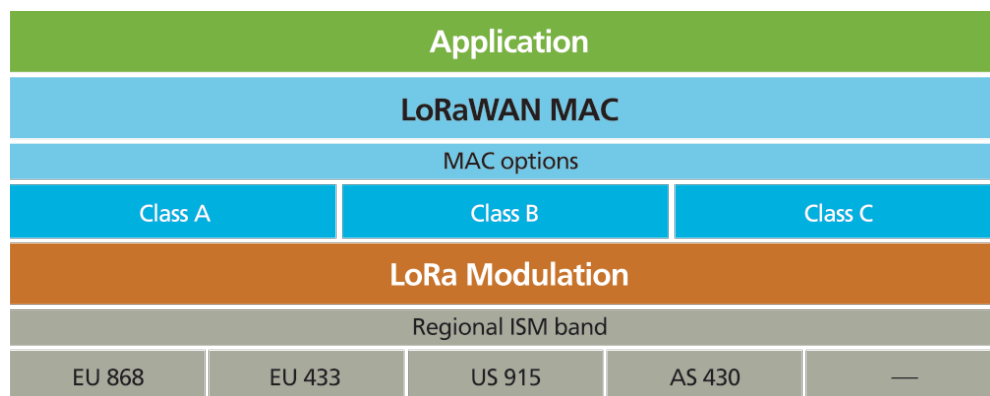 Application
LoRaWAN MAC
MAC options
Class A Class B Class C
LoRa Modulation
Regional ISM band
EU 868 EU 433 US 915 AS 430 —